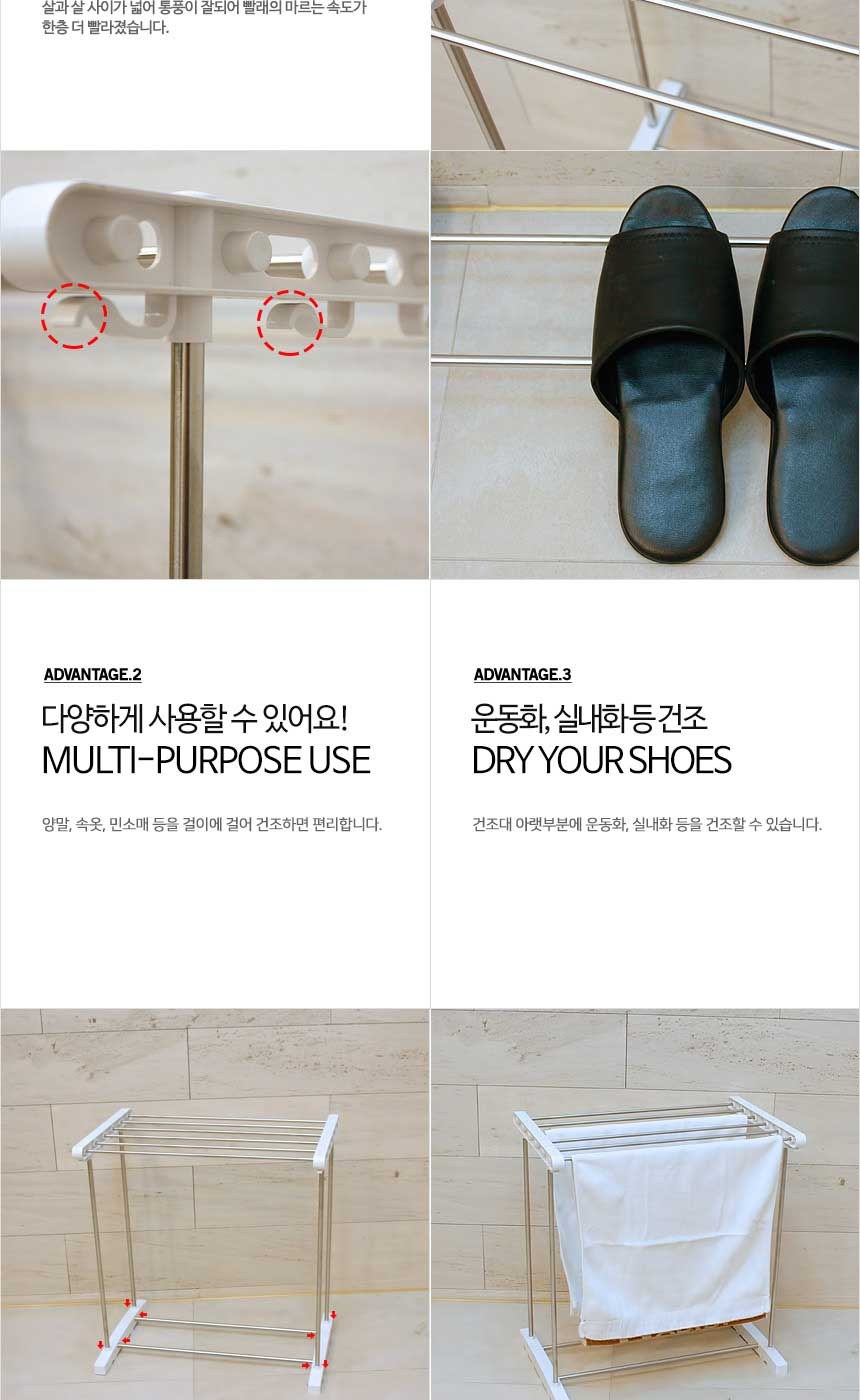 살과 살 사이가 넓어 통풍이 잘되어 빨래의 마르는 속도가
한층 더 빨라졌습니다.
ADVANTAGE.2
다양하게 사용할 수 있어요!
MULTI-PURPOSE USE
양말, 속옷, 민소매 등을 걸이에 걸어 건조하면 편리합니다.
ADVANTAGE.3
운동화, 실내화 등 건조
DRY YOUR SHOES
건조대 아랫부분에 운동화, 실내화 등을 건조할 수 있습니다.